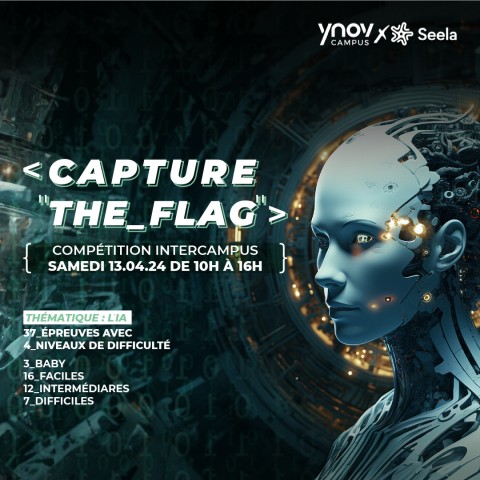 ynov x Seela
CAMPUS
< CAPTURE
"THE_FLAG">
{ COMPÉTITION INTERCAMPUS }
SAMEDI 13.04.24 DE 10H À 16H
THÉMATIQUE : L'IA
37_ÉPREUVES AVEC
4_NIVEAUX DE DIFFICULTÉ
3_BABY
16_FACILES
12_INTERMÉDIARES
7_DIFFICILES